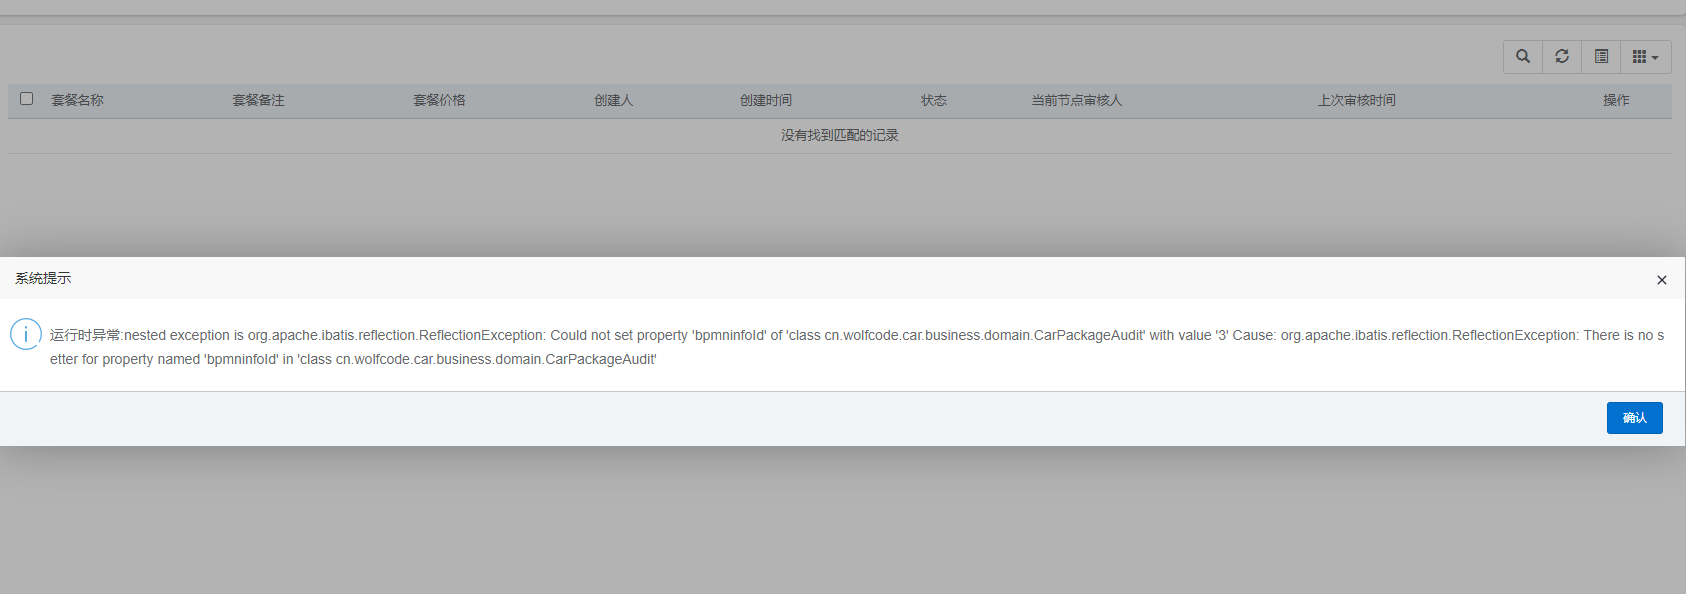 套餐名称 套餐备注 套餐价格 创建人 创建时间 状态 当前节点审核人 上次审核时间 操作
没有找到匹配的记录
系统提示
运行时异常:nested exception is org.apache.ibatis.reflection.ReflectionException: Could not set property 'bpmninfoId' of 'class cn.wolfcode.car.business.domain.CarPackageAudit' with value '3' Cause: org.apache.ibatis.reflection.ReflectionException: There is no s
etter for property named 'bpmninfoId' in 'class cn.wolfcode.car.business.domain.CarPackageAudit'
确认